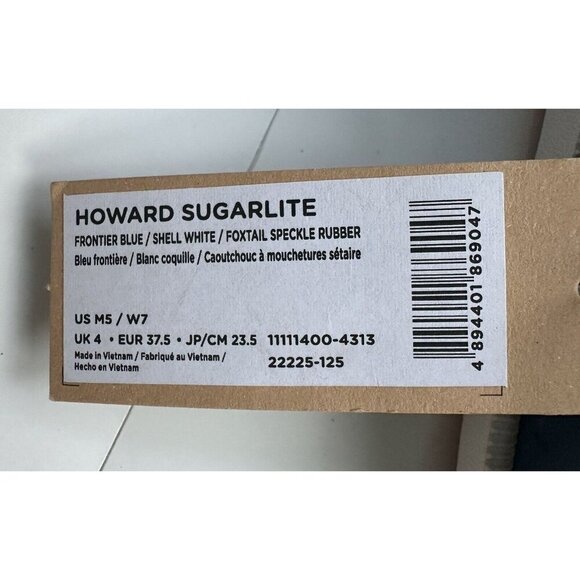 HOWARD SUGARLITE
FRONTIER BLUE / SHELL WHITE / FOXTAIL SPECKLE RUBBER
Bleu frontière / Blanc coquille / Caoutchouc à mouchetures sétaire
US M5 / W7
UK 4 • EUR 37.5 • JP/CM 23.5 11111400-4313
Made in Vietnam / Fabriqué au Vietnam /
Hecho en Vietnam
22225-125
4 894401 869047